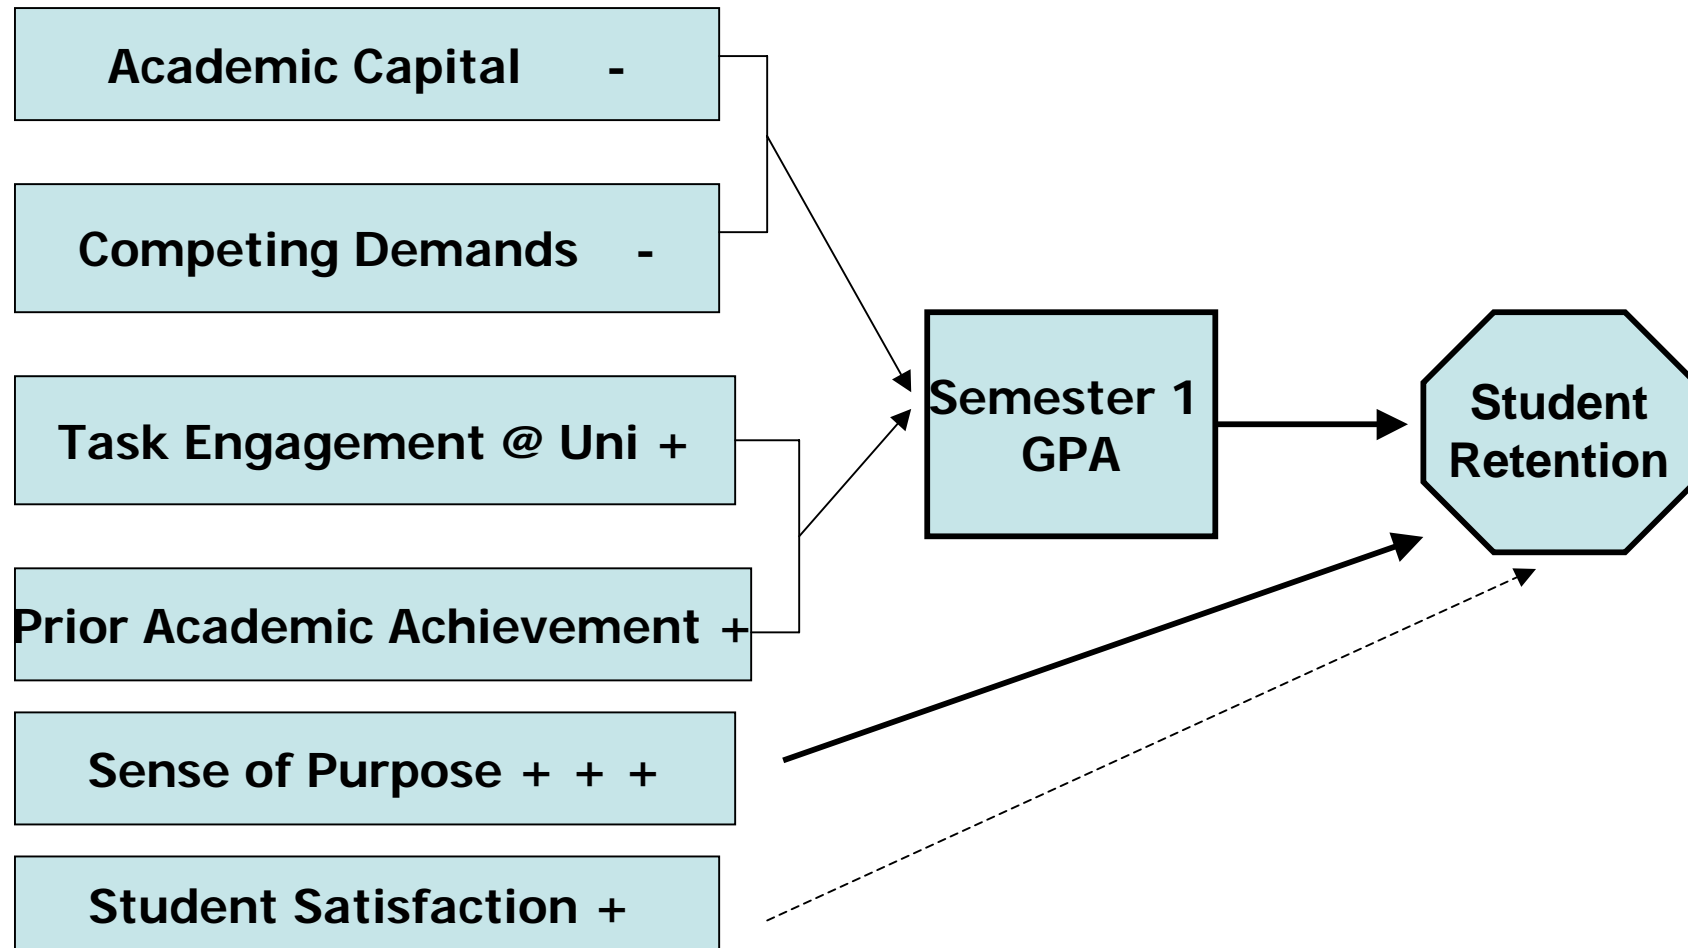 Academic Capital -
Competing Demands -
Task Engagement @ Uni +
Prior Academic Achievement +
Sense of Purpose + + +
Student Satisfaction +
Semester 1
GPA
Student
Retention